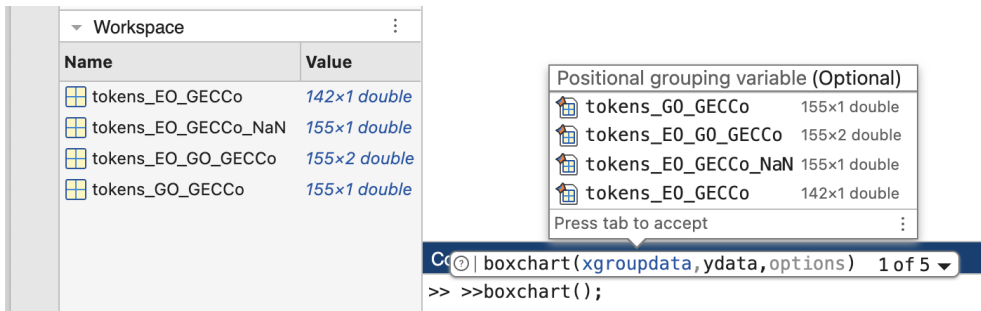 Workspace
Name Value
tokens_EO_GECCo 142×1 double
tokens_EO_GECCo_NaN 155×1 double
tokens_EO_GO_GECCo 155×2 double
tokens_GO_GECCo 155×1 double
Positional grouping variable (Optional)
tokens_GO_GECCo 155×1 double
tokens_EO_GO_GECCo 155×2 double
tokens_EO_GECCo_NaN 155×1 double
tokens_EO_GECCo 142×1 double
Press tab to accept
boxchart(xgroupdata,ydata,options) 1 of 5
>> >>boxchart();